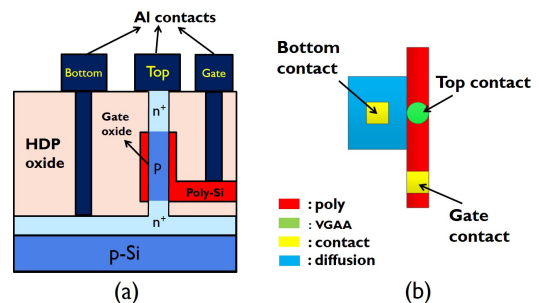 Al contacts
Bottom
Top
Gate
n+
Gate
oxide
HDP
oxide
P
Poly-Si
n+
p-Si
(a)
Bottom
contact
Top contact
Gate
contact
: poly
: VGAA
: contact
: diffusion
(b)